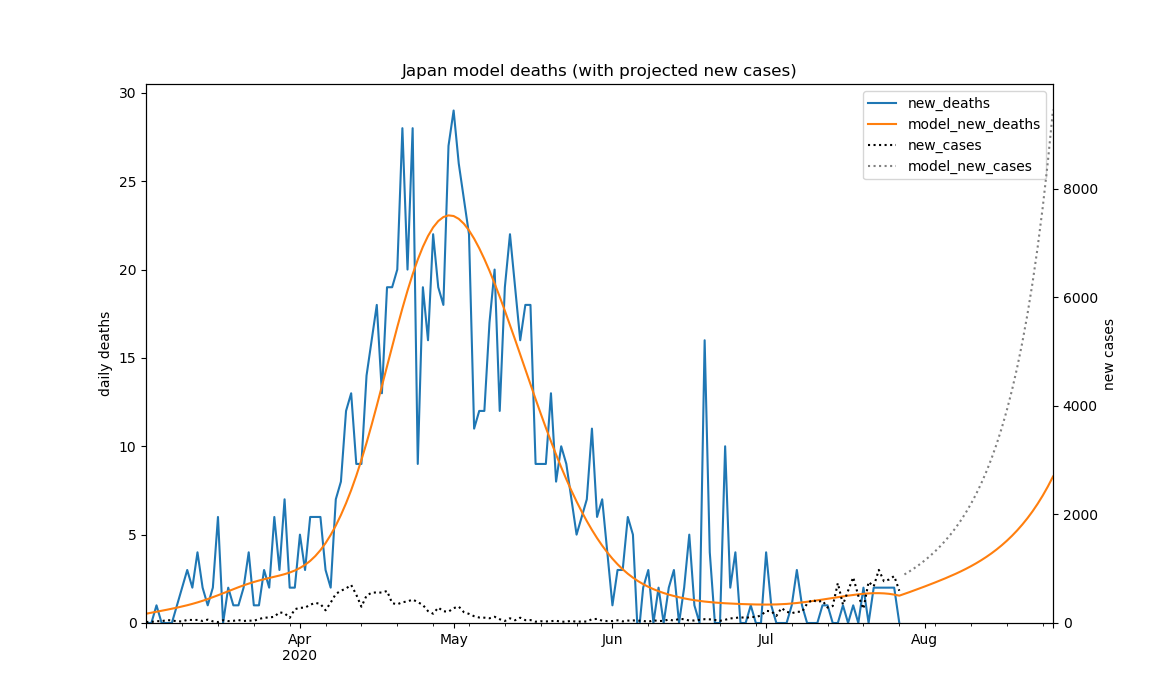 Japan model deaths (with projected new cases)
new_deaths
model_new_deaths
new_cases
model_new_cases
30
25
20
15
10
5
0
daily deaths
8000
6000
4000
2000
0
new cases
Apr
2020
May
Jun
Jul
Aug